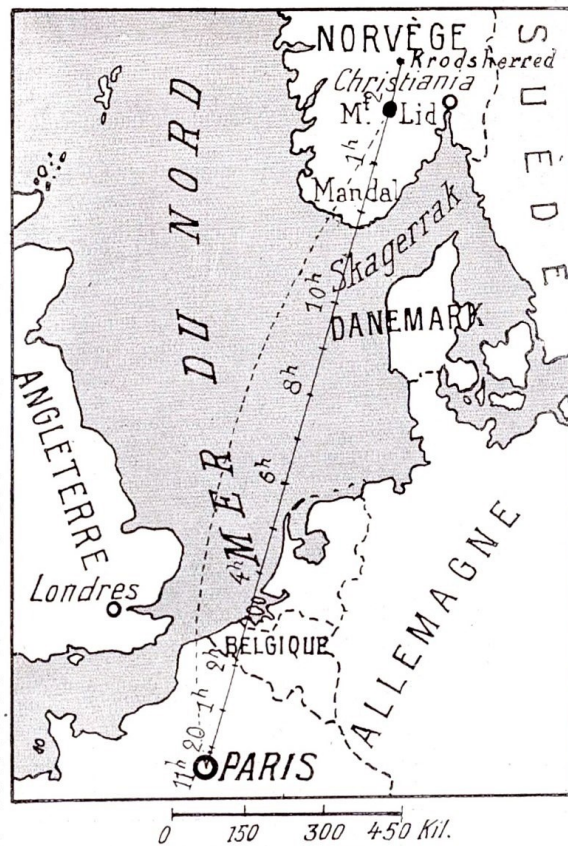 NORVÈGE
Krodsherred
Christiania
Mt Lid
SUÈDE
1h
Mandal
Skagerrak
10h
DANEMARK
8h
MER DU NORD
6h
ANGLETERRE
4h
Londres
200
BELGIQUE
ALLEMAGNE
2h
1h
11h 20
PARIS
0 150 300 450 Kil.